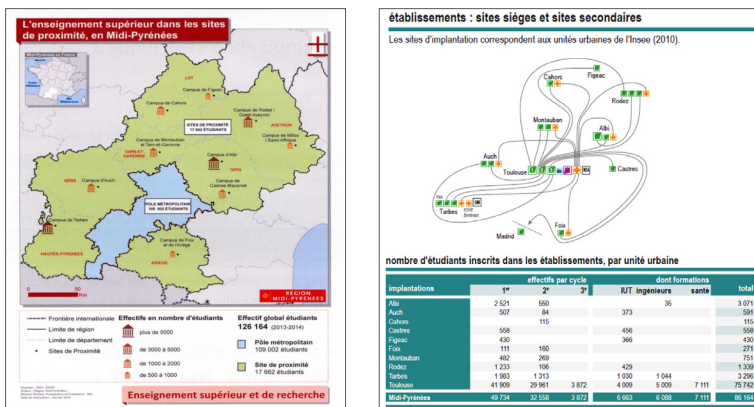 L'enseignement supérieur dans les sites
de proximité, en Midi-Pyrénées
Midi-Pyrénées en France
LOT
Campus de Figeac
Campus de Cahors
Campus de Rodez /
Ouest Aveyron
SITES DE PROXIMITÉ
17 662 ÉTUDIANTS
AVEYRON
Campus de Montauban
et Tarn-et-Garonne
Campus de Millau
/ Saint-Affrique
TARN-ET-
GARONNE
Campus d'Albi
TARN
GERS
Campus d'Auch
Campus de
Castres-Mazamet
PÔLE MÉTROPOLITAIN
109 002 ÉTUDIANTS
Campus de Tarbes
Campus de Foix
et de l'Ariège
HAUTES-PYRÉNÉES
ARIEGE
0
50
Km
RÉGION
MIDI-PYRÉNÉES
Frontière internationale
Limite de région
Limite de département
Sites de Proximité
Effectifs en nombre d'étudiants
plus de 5000
de 3000 à 5000
de 1000 à 2000
de 500 à 1000
Effectif global étudiants
126 164 (2013-2014)
Pôle métropolitain
109 002 étudiants
Site de proximité
17 662 étudiants
Enseignement supérieur et de recherche
établissements : sites sièges et sites secondaires
Les sites d'implantation correspondent aux unités urbaines de l'Insee (2010).
Cahors
Figeac
Rodez
Montauban
Albi
Auch
Toulouse
Castres
Tarbes
Foix
Madrid
nombre d'étudiants inscrits dans les établissements, par unité urbaine
effectifs par cycle dont formations
implantations 1er 2e 3e IUT ingénieurs santé total
Albi 2 521 550 35 3 071
Auch 507 84 373 591
Cahors 115 115
Castres 558 456 558
Figeac 430 366 430
Foix 111 160 271
Montauban 482 269 751
Rodez 1 233 106 429 1 339
Tarbes 1 983 1 313 1 030 1 044 3 296
Toulouse 41 909 29 961 3 872 4 009 5 009 7 111 75 742
Midi-Pyrénées 49 734 32 558 3 872 6 663 6 088 7 111 86 164